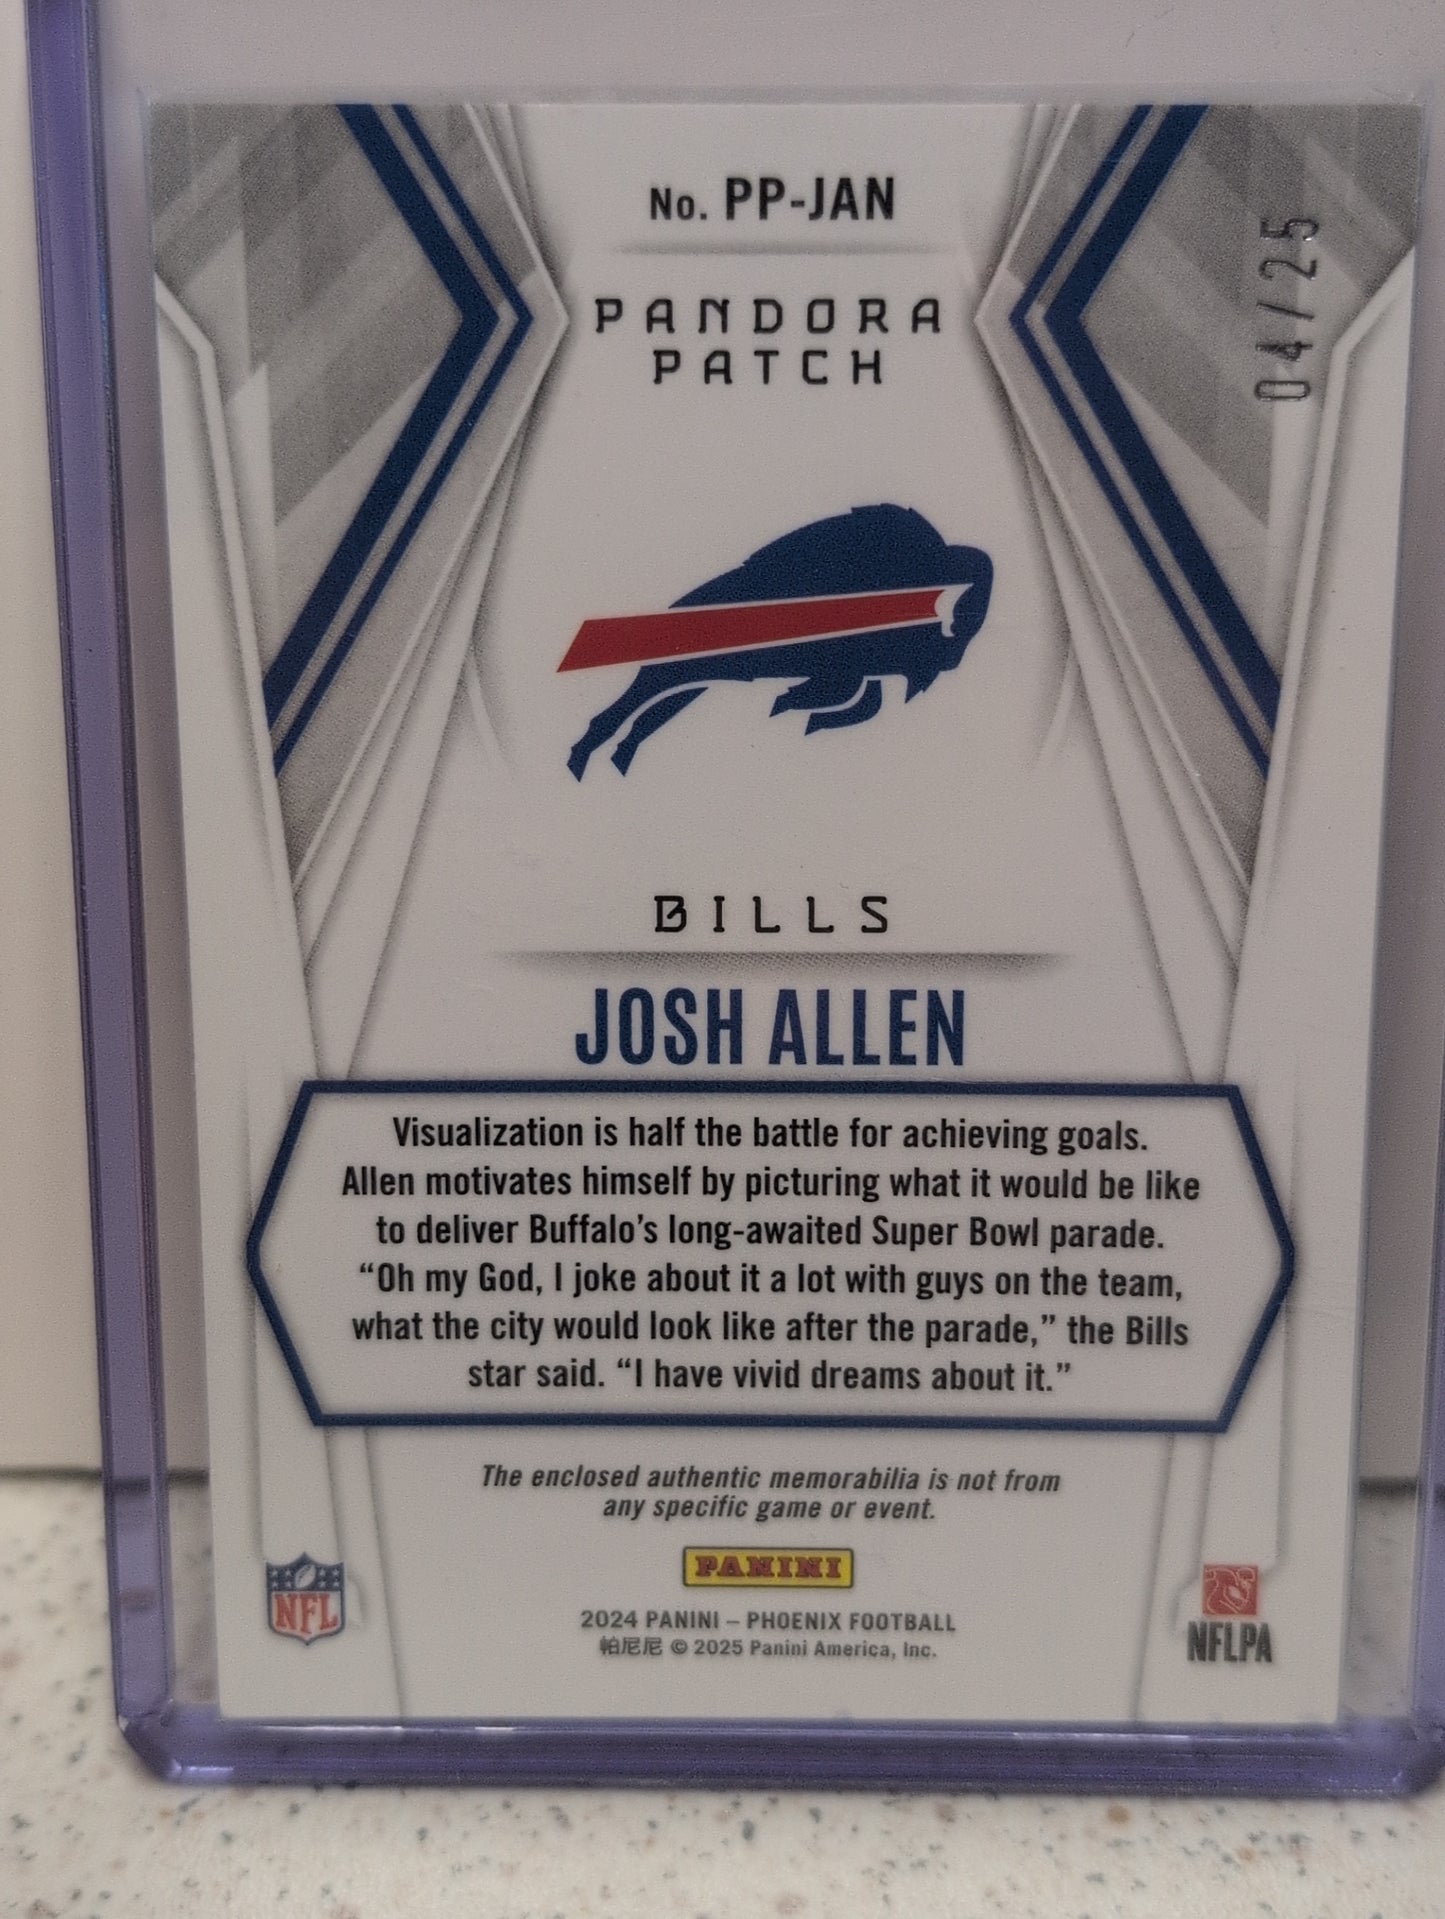 No. PP-JAN
04/25
PANDORA
PATCH
BILLS
JOSH ALLEN
Visualization is half the battle for achieving goals.
Allen motivates himself by picturing what it would be like
to deliver Buffalo’s long-awaited Super Bowl parade.
“Oh my God, I joke about it a lot with guys on the team,
what the city would look like after the parade,” the Bills
star said. “I have vivid dreams about it.”
The enclosed authentic memorabilia is not from
any specific game or event.
PANINI
NFL
2024 PANINI – PHOENIX FOOTBALL
帕尼尼 © 2025 Panini America, Inc.
NFLPA